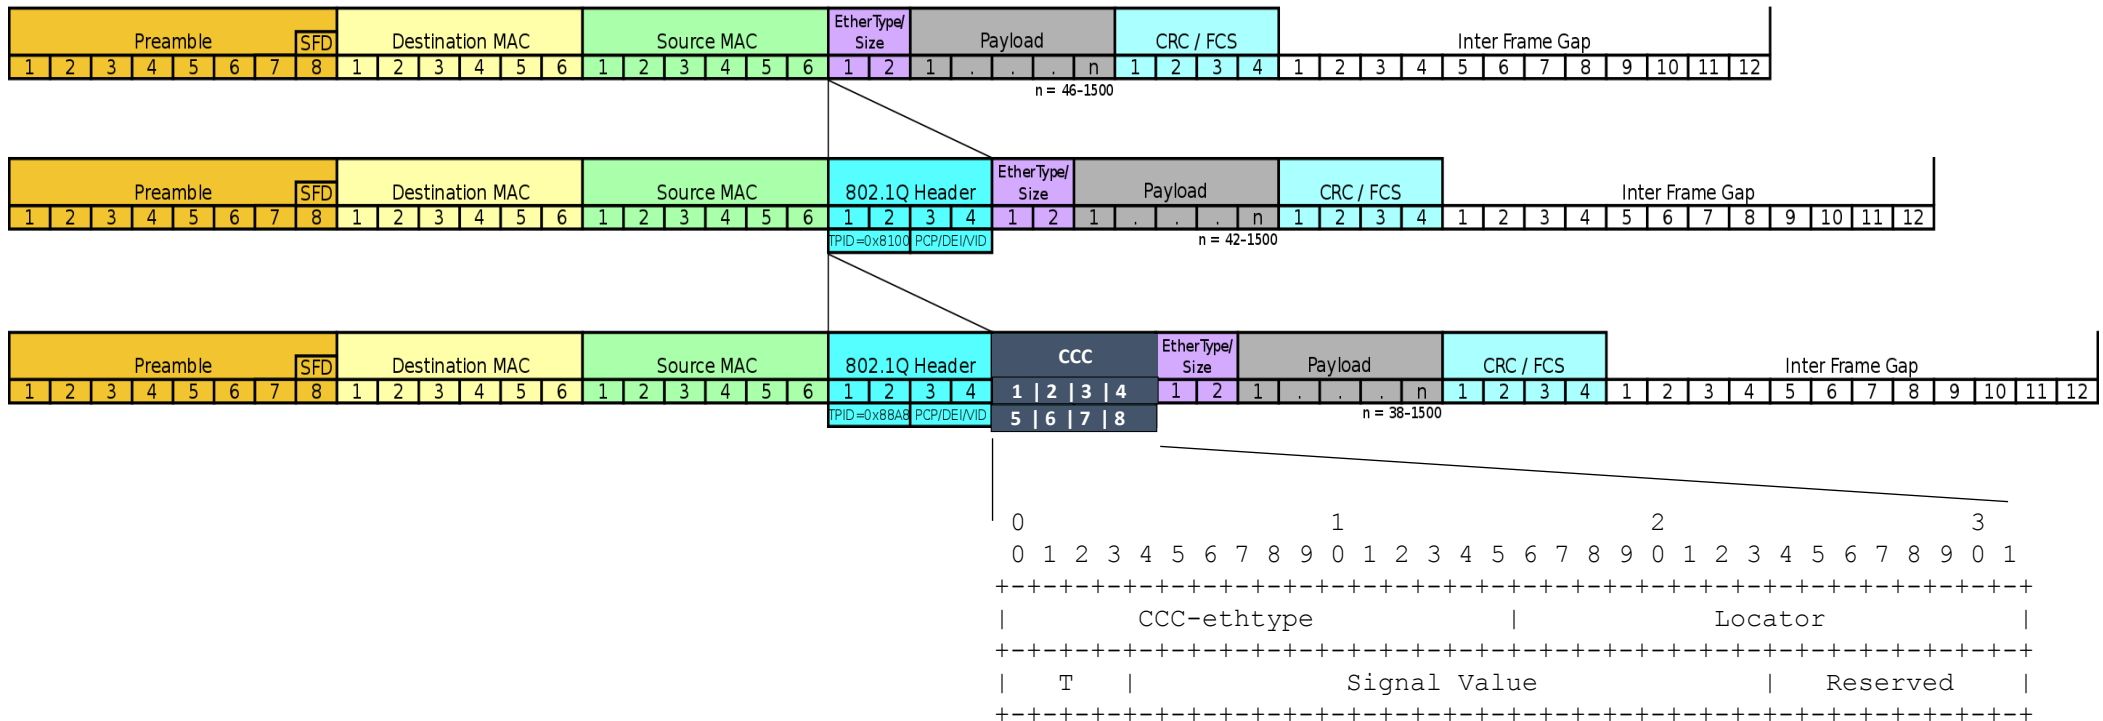 EtherType/
Preamble SFD Destination MAC Source MAC Size Payload CRC / FCS Inter Frame Gap
1 2 3 4 5 6 7 8 1 2 3 4 5 6 1 2 3 4 5 6 1 2 1 . . . n 1 2 3 4 1 2 3 4 5 6 7 8 9 10 11 12
n = 46-1500
EtherType/
Preamble SFD Destination MAC Source MAC 802.1Q Header Size Payload CRC / FCS Inter Frame Gap
1 2 3 4 5 6 7 8 1 2 3 4 5 6 1 2 3 4 5 6 1 2 3 4 1 2 1 . . . n 1 2 3 4 1 2 3 4 5 6 7 8 9 10 11 12
TPID=0x8100 PCP/DEI/VID n = 42-1500
CCC EtherType/
Preamble SFD Destination MAC Source MAC 802.1Q Header Size Payload CRC / FCS Inter Frame Gap
1 2 3 4 5 6 7 8 1 2 3 4 5 6 1 2 3 4 5 6 1 2 3 4 1 | 2 | 3 | 4 1 2 1 . . . n 1 2 3 4 1 2 3 4 5 6 7 8 9 10 11 12
TPID=0x88A8 PCP/DEI/VID 5 | 6 | 7 | 8 n = 38-1500
0 1 2 3
0 1 2 3 4 5 6 7 8 9 0 1 2 3 4 5 6 7 8 9 0 1 2 3 4 5 6 7 8 9 0 1
+-+-+-+-+-+-+-+-+-+-+-+-+-+-+-+-+-+-+-+-+-+-+-+-+-+-+-+-+-+-+-+-+
| CCC-ethtype | Locator |
+-+-+-+-+-+-+-+-+-+-+-+-+-+-+-+-+-+-+-+-+-+-+-+-+-+-+-+-+-+-+-+-+
| T | Signal Value | Reserved |
+-+-+-+-+-+-+-+-+-+-+-+-+-+-+-+-+-+-+-+-+-+-+-+-+-+-+-+-+-+-+-+-+